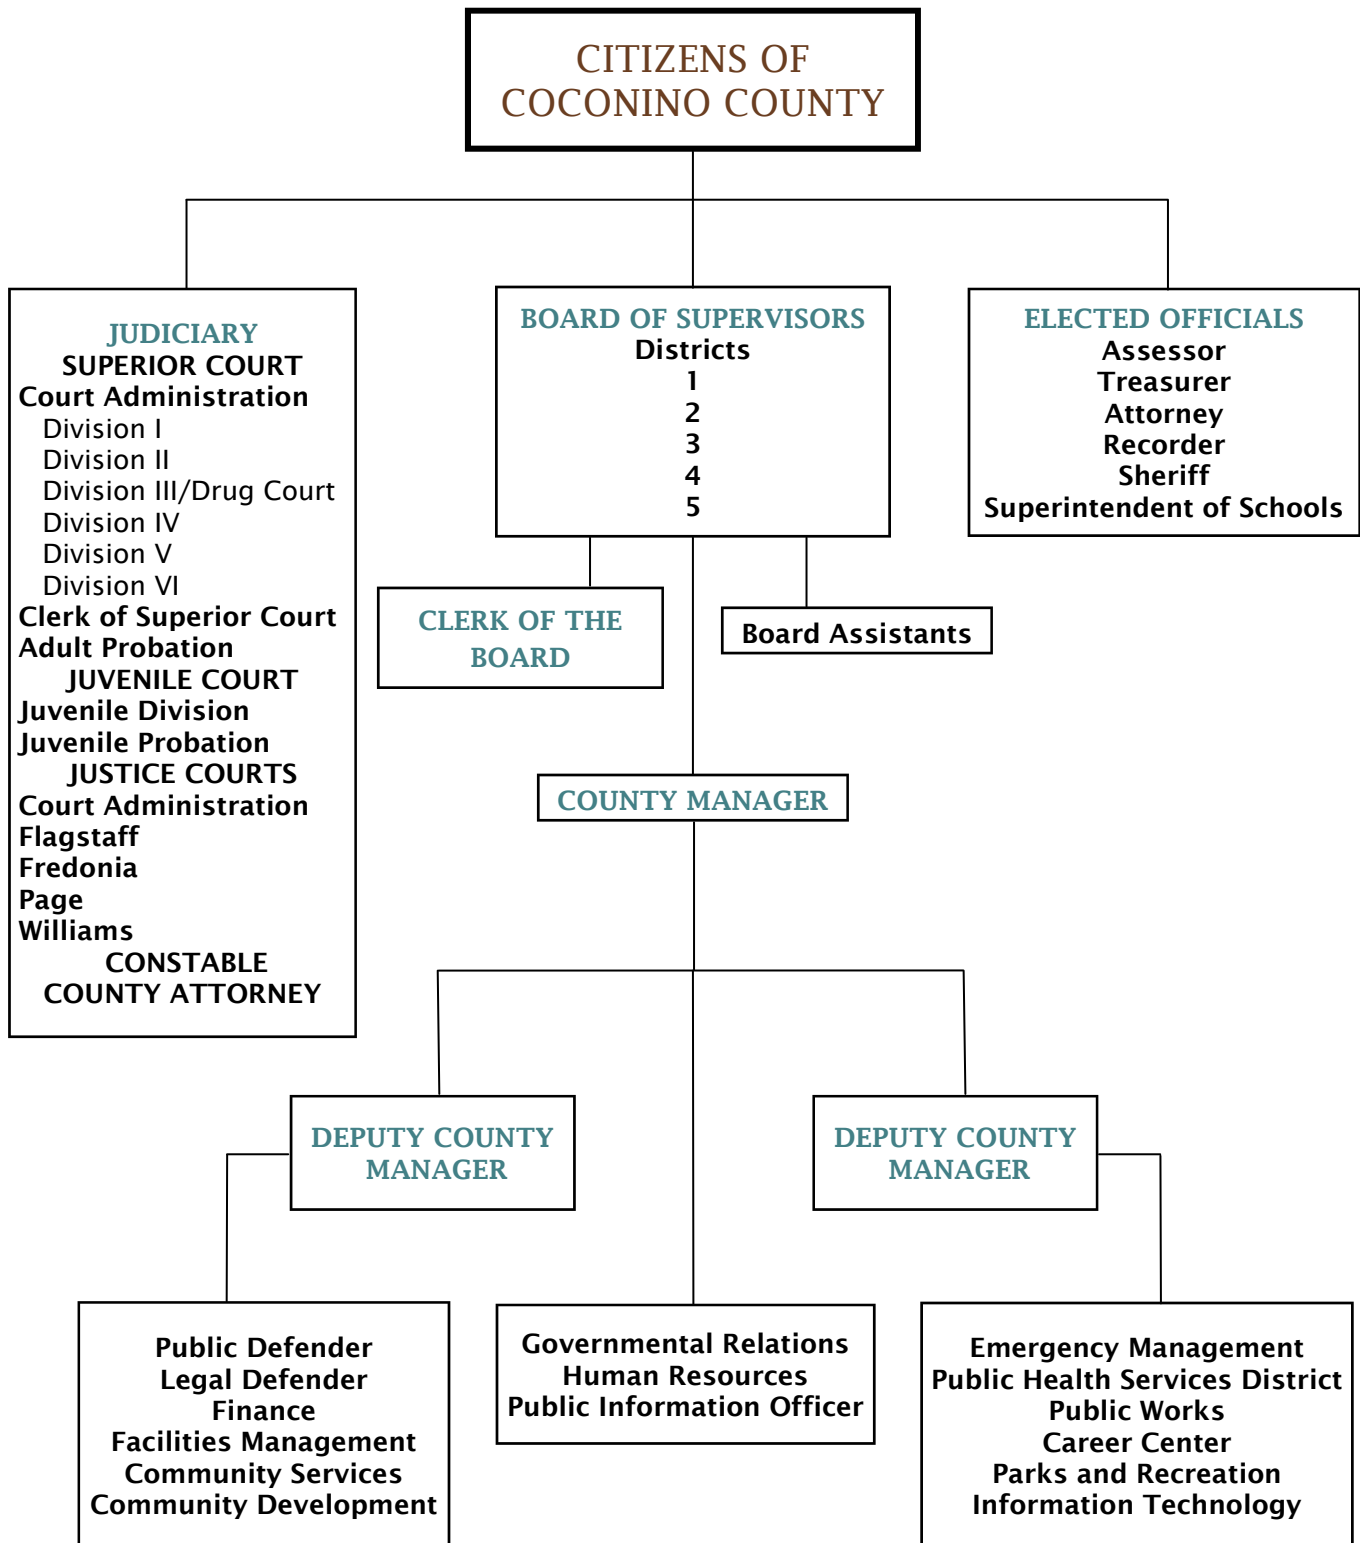 CITIZENS OF
COCONINO COUNTY
JUDICIARY
SUPERIOR COURT
Court Administration
Division I
Division II
Division III/Drug Court
Division IV
Division V
Division VI
Clerk of Superior Court
Adult Probation
JUVENILE COURT
Juvenile Division
Juvenile Probation
JUSTICE COURTS
Court Administration
Flagstaff
Fredonia
Page
Williams
CONSTABLE
COUNTY ATTORNEY
BOARD OF SUPERVISORS
Districts
1
2
3
4
5
ELECTED OFFICIALS
Assessor
Treasurer
Attorney
Recorder
Sheriff
Superintendent of Schools
CLERK OF THE
BOARD
Board Assistants
COUNTY MANAGER
DEPUTY COUNTY
MANAGER
DEPUTY COUNTY
MANAGER
Public Defender
Legal Defender
Finance
Facilities Management
Community Services
Community Development
Governmental Relations
Human Resources
Public Information Officer
Emergency Management
Public Health Services District
Public Works
Career Center
Parks and Recreation
Information Technology